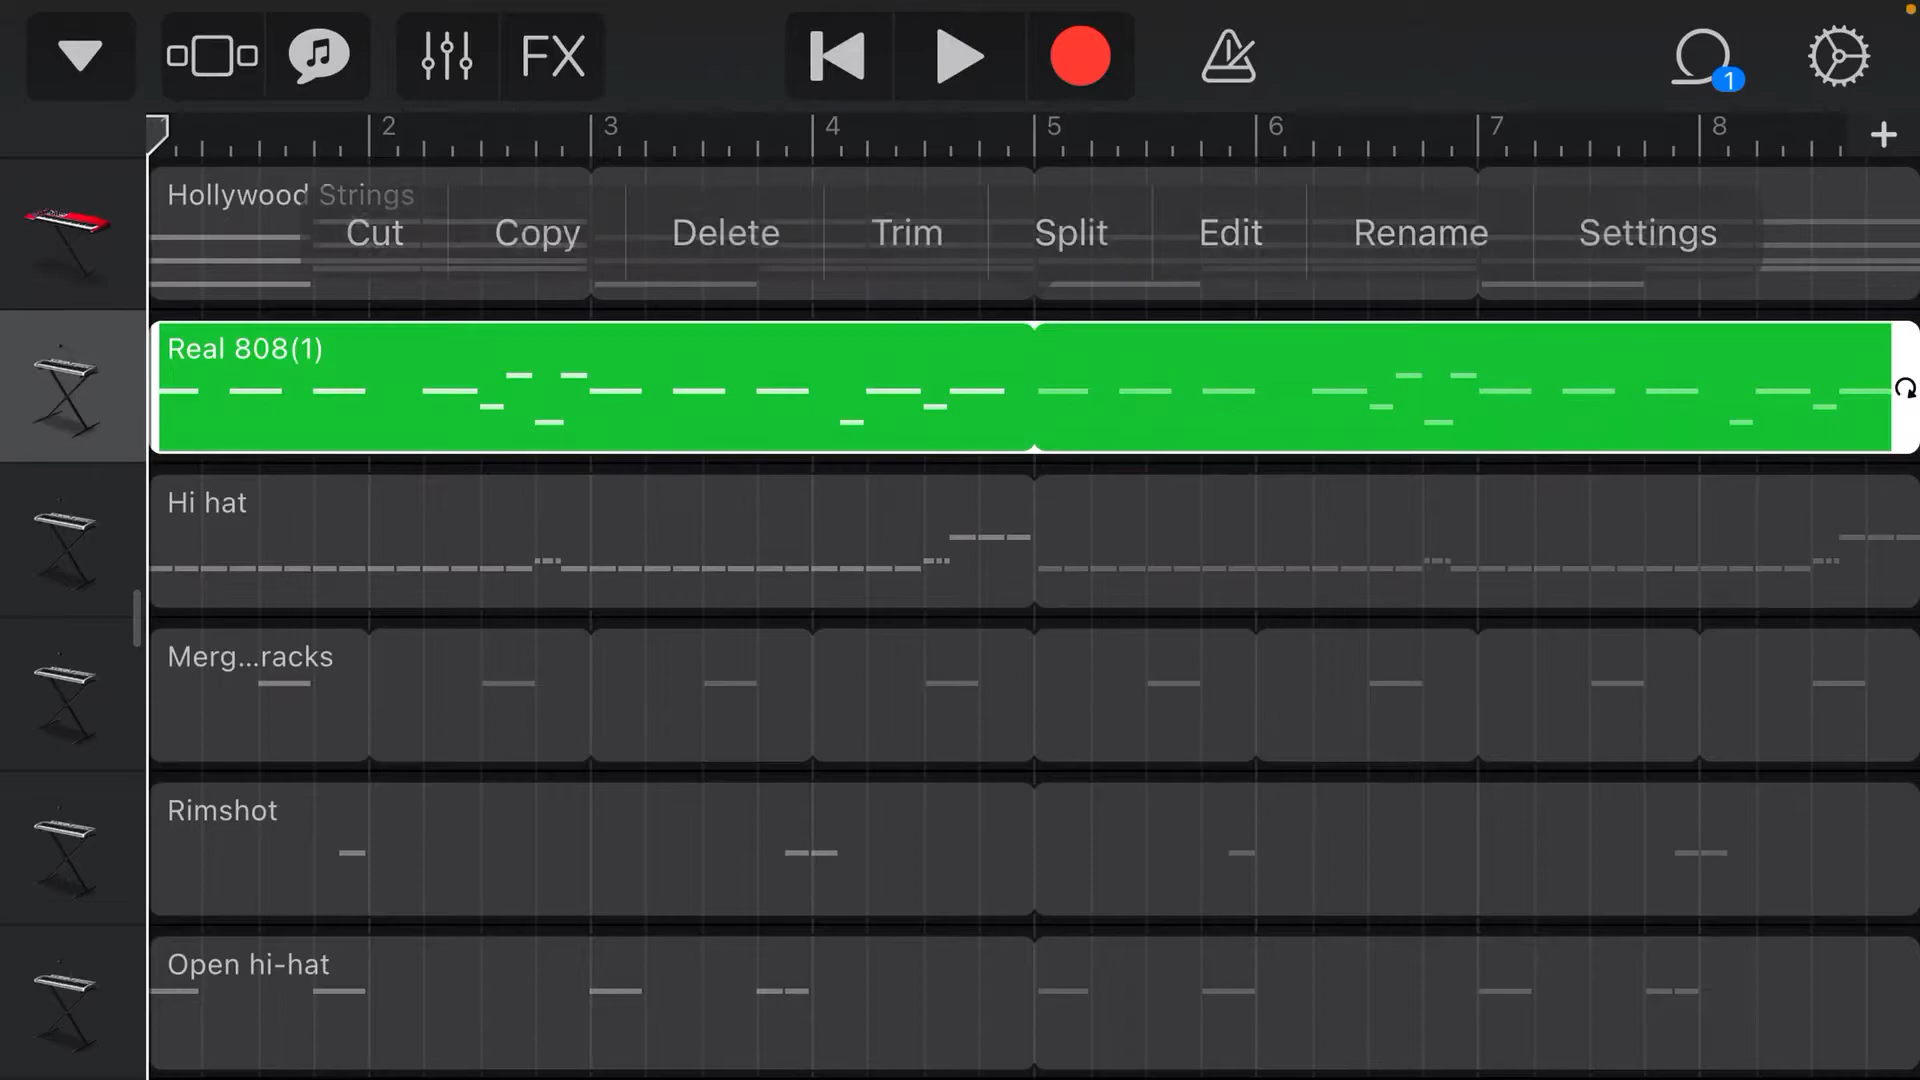 FX
1
2 3 4 5 6 7 8 +
Hollywood Strings
Cut Copy Delete Trim Split Edit Rename Settings
Real 808(1)
Hi hat
Merg...racks
Rimshot
Open hi-hat